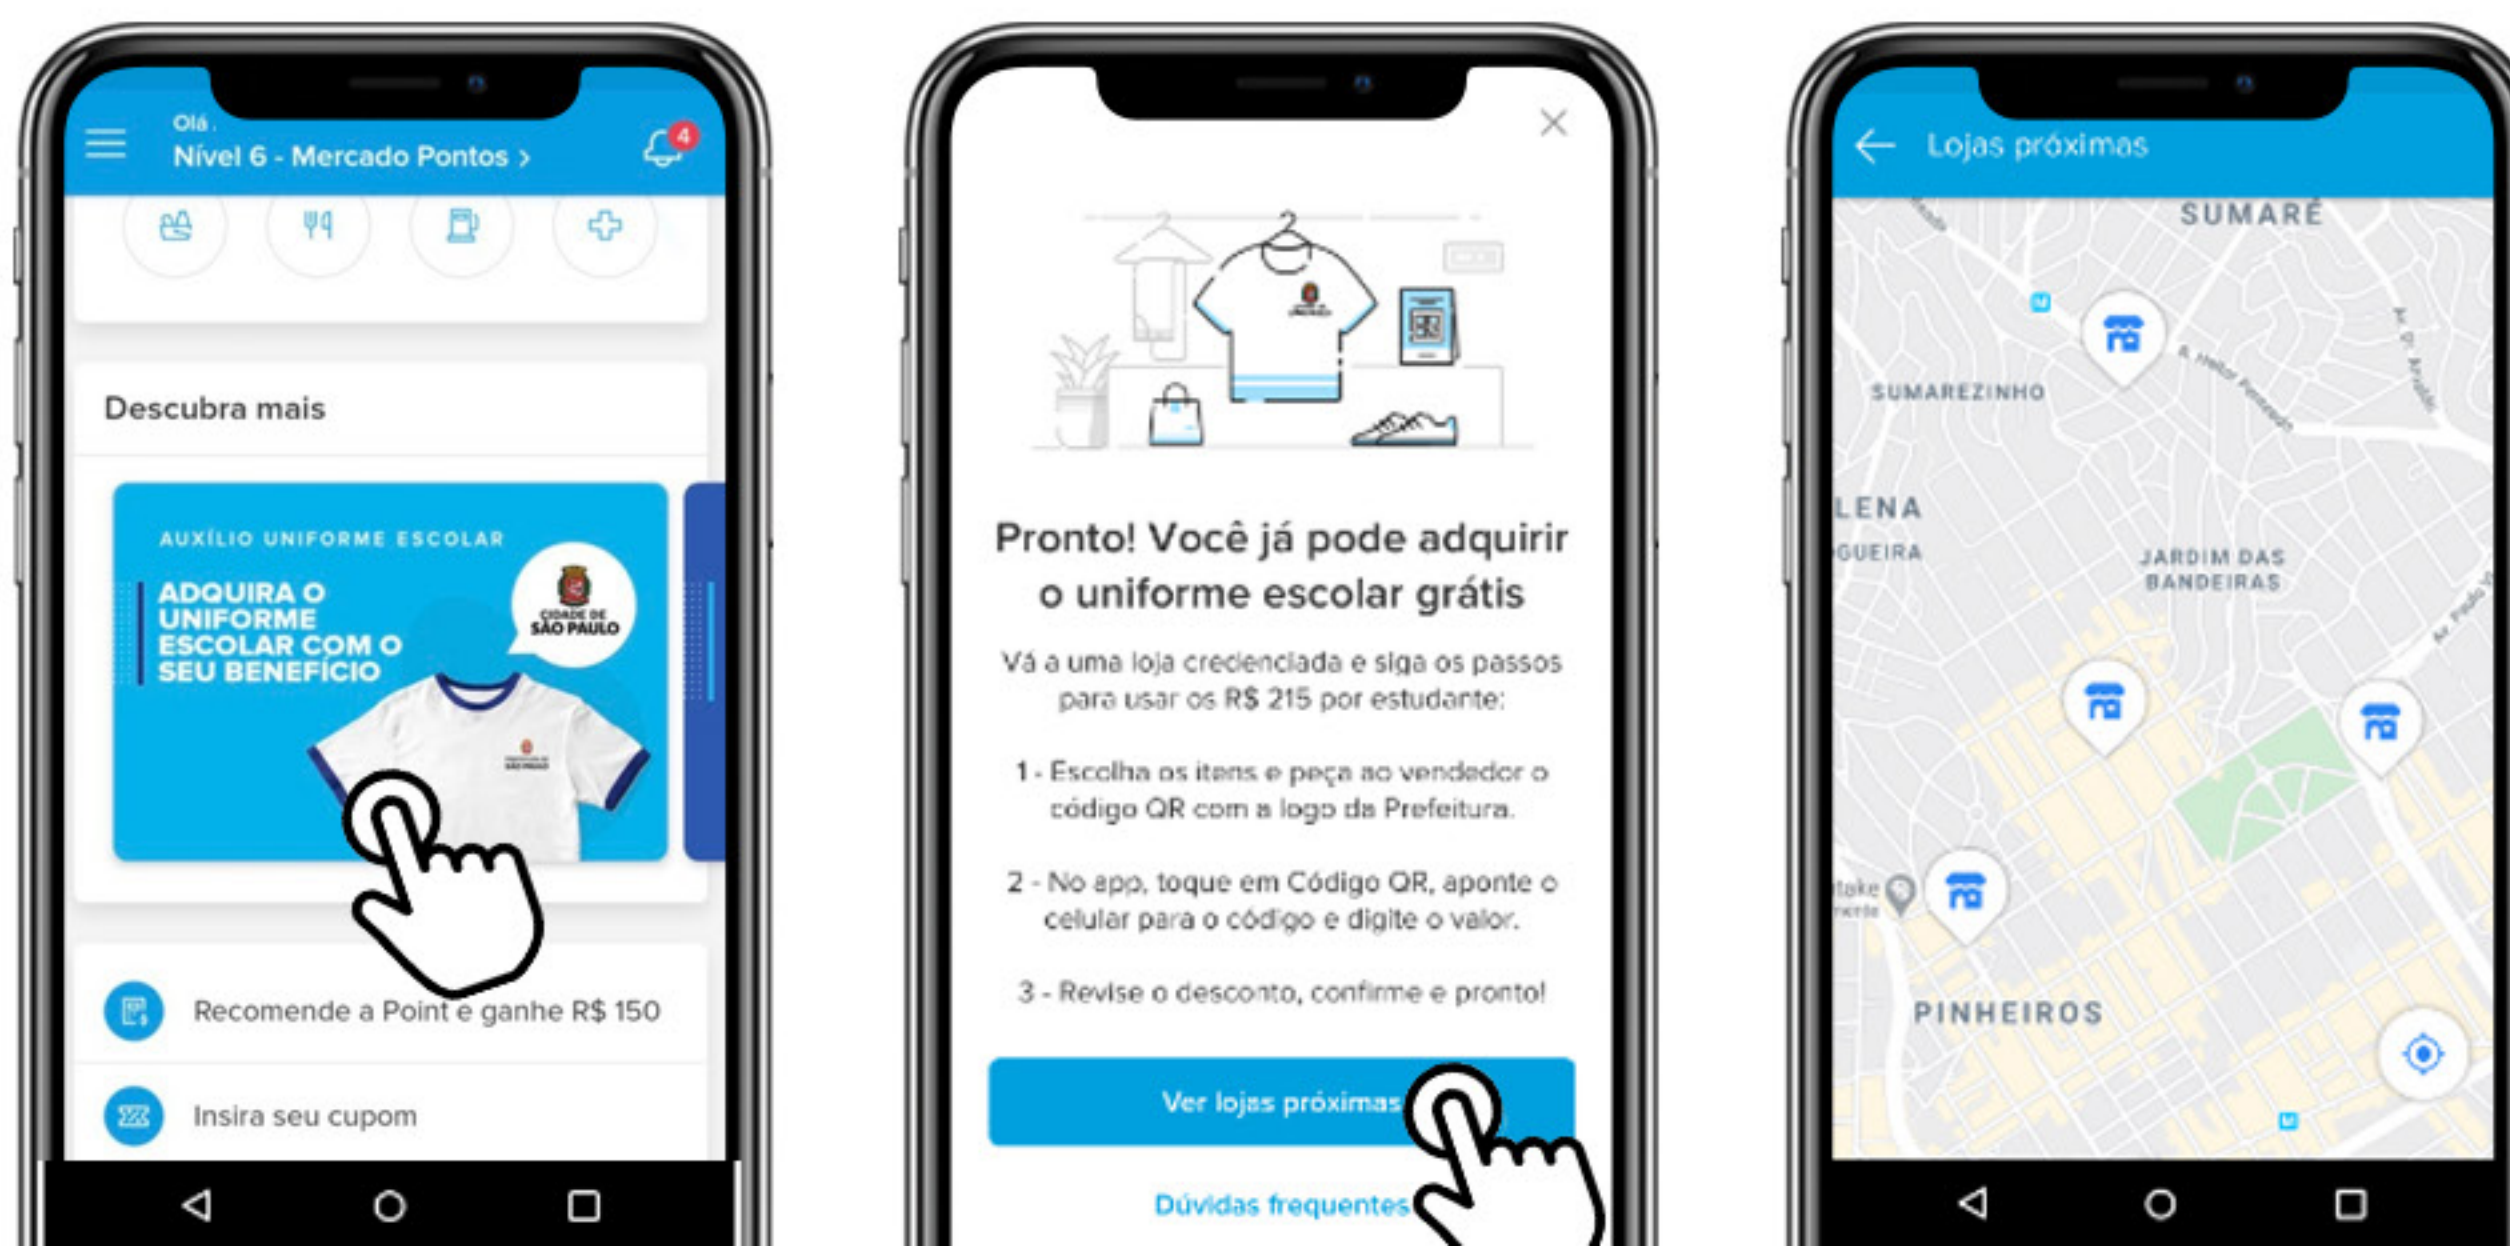 Olá .
Nível 6 - Mercado Pontos >
4
Descubra mais
AUXÍLIO UNIFORME ESCOLAR
ADQUIRA O
UNIFORME
ESCOLAR COM O
SEU BENEFÍCIO
CIDADE DE
SÃO PAULO
Recomende a Point e ganhe R$ 150
Insira seu cupom
Pronto! Você já pode adquirir
o uniforme escolar grátis
Vá a uma loja credenciada e siga os passos
para usar os R$ 215 por estudante:
1 - Escolha os itens e peça ao vendedor o
código QR com a logo da Prefeitura.
2 - No app, toque em Código QR, aponte o
celular para o código e digite o valor.
3 - Revise o desconto, confirme e pronto!
Ver lojas próximas
Dúvidas frequentes
Lojas próximas
SUMARÉ
R. Heitor Penteado
SUMAREZINHO
LENA
GUEIRA
JARDIM DAS
BANDEIRAS
PINHEIROS